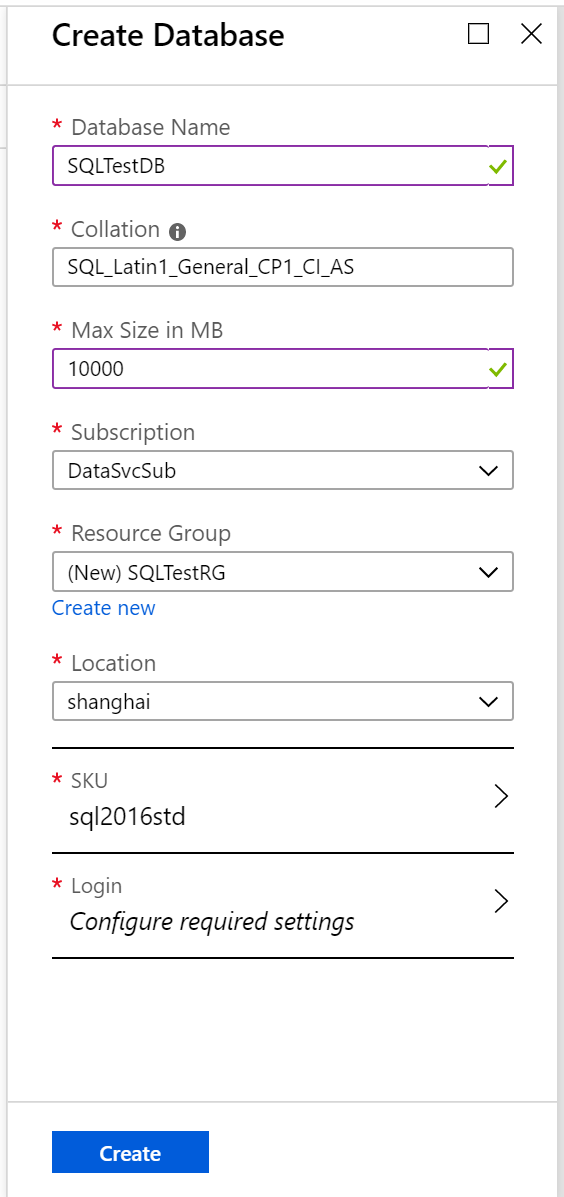 Create Database
* Database Name
SQLTestDB
* Collation
SQL_Latin1_General_CP1_CI_AS
* Max Size in MB
10000
* Subscription
DataSvcSub
* Resource Group
(New) SQLTestRG
Create new
* Location
shanghai
* SKU
sql2016std
* Login
Configure required settings
Create